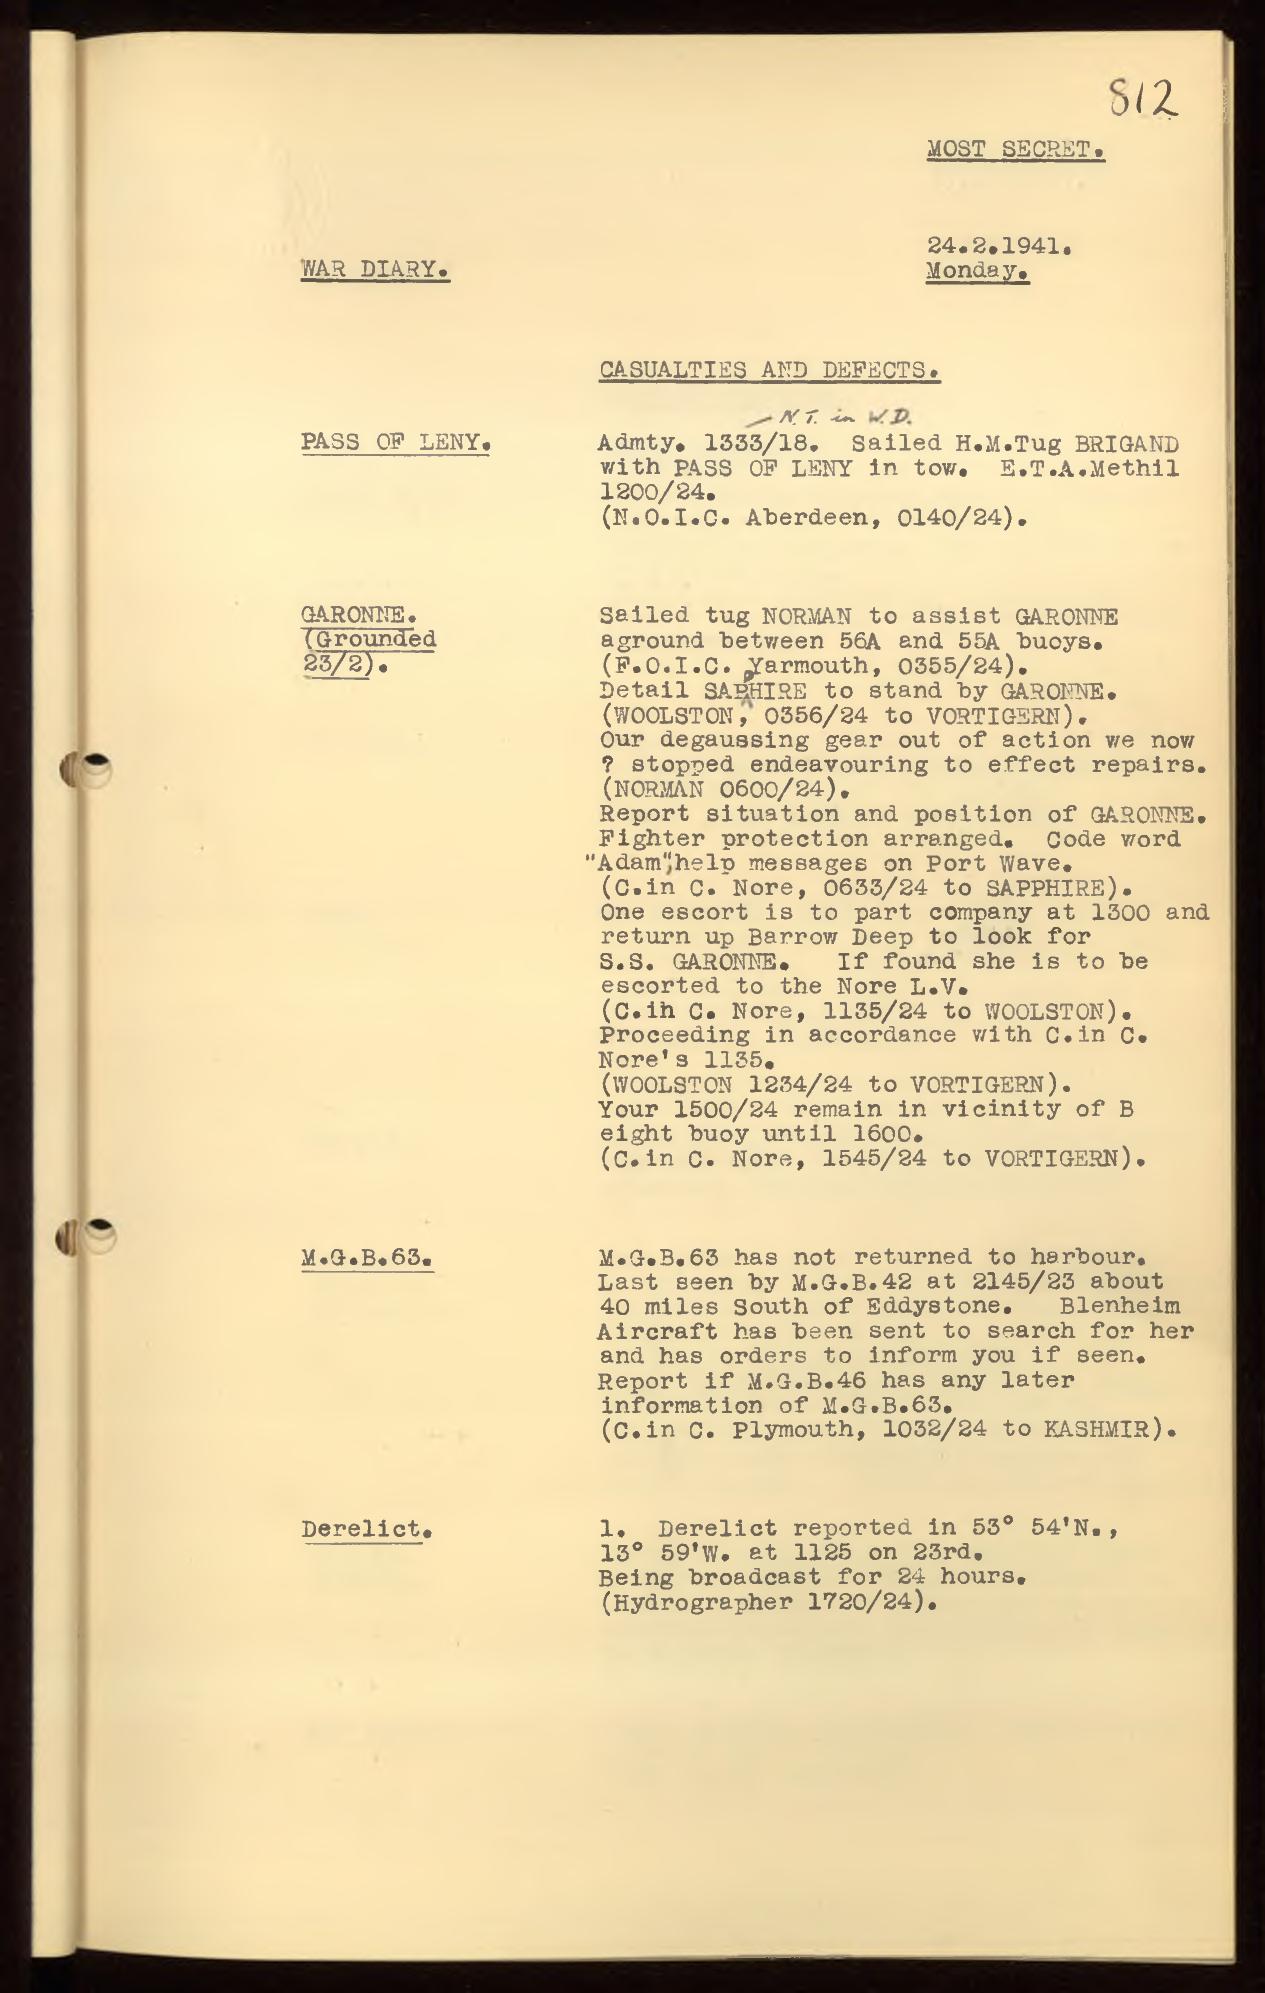 812
MOST SECRET.
24.2.1941.
WAR DIARY.
Monday.
CASUALTIES AND DEFECTS.
— N.T. in W.D.
PASS OF LENY.
Admty. 1333/18. Sailed H.M.Tug BRIGAND
with PASS OF LENY in tow. E.T.A.Methil
1200/24.
(N.O.I.C. Aberdeen, 0140/24).
GARONNE.
(Grounded
23/2).
Sailed tug NORMAN to assist GARONNE
aground between 56A and 55A buoys.
(F.O.I.C. Yarmouth, 0355/24).
Detail SAPPHIRE to stand by GARONNE.
(WOOLSTON, 0356/24 to VORTIGERN).
Our degaussing gear out of action we now
? stopped endeavouring to effect repairs.
(NORMAN 0600/24).
Report situation and position of GARONNE.
Fighter protection arranged. Code word
"Adam";help messages on Port Wave.
(C.in C. Nore, 0633/24 to SAPPHIRE).
One escort is to part company at 1300 and
return up Barrow Deep to look for
S.S. GARONNE. If found she is to be
escorted to the Nore L.V.
(C.ih C. Nore, 1135/24 to WOOLSTON).
Proceeding in accordance with C.in C.
Nore's 1135.
(WOOLSTON 1234/24 to VORTIGERN).
Your 1500/24 remain in vicinity of B
eight buoy until 1600.
(C.in C. Nore, 1545/24 to VORTIGERN).
M.G.B.63.
M.G.B.63 has not returned to harbour.
Last seen by M.G.B.42 at 2145/23 about
40 miles South of Eddystone. Blenheim
Aircraft has been sent to search for her
and has orders to inform you if seen.
Report if M.G.B.46 has any later
information of M.G.B.63.
(C.in C. Plymouth, 1032/24 to KASHMIR).
Derelict.
1. Derelict reported in 53° 54'N.,
13° 59'W. at 1125 on 23rd.
Being broadcast for 24 hours.
(Hydrographer 1720/24).